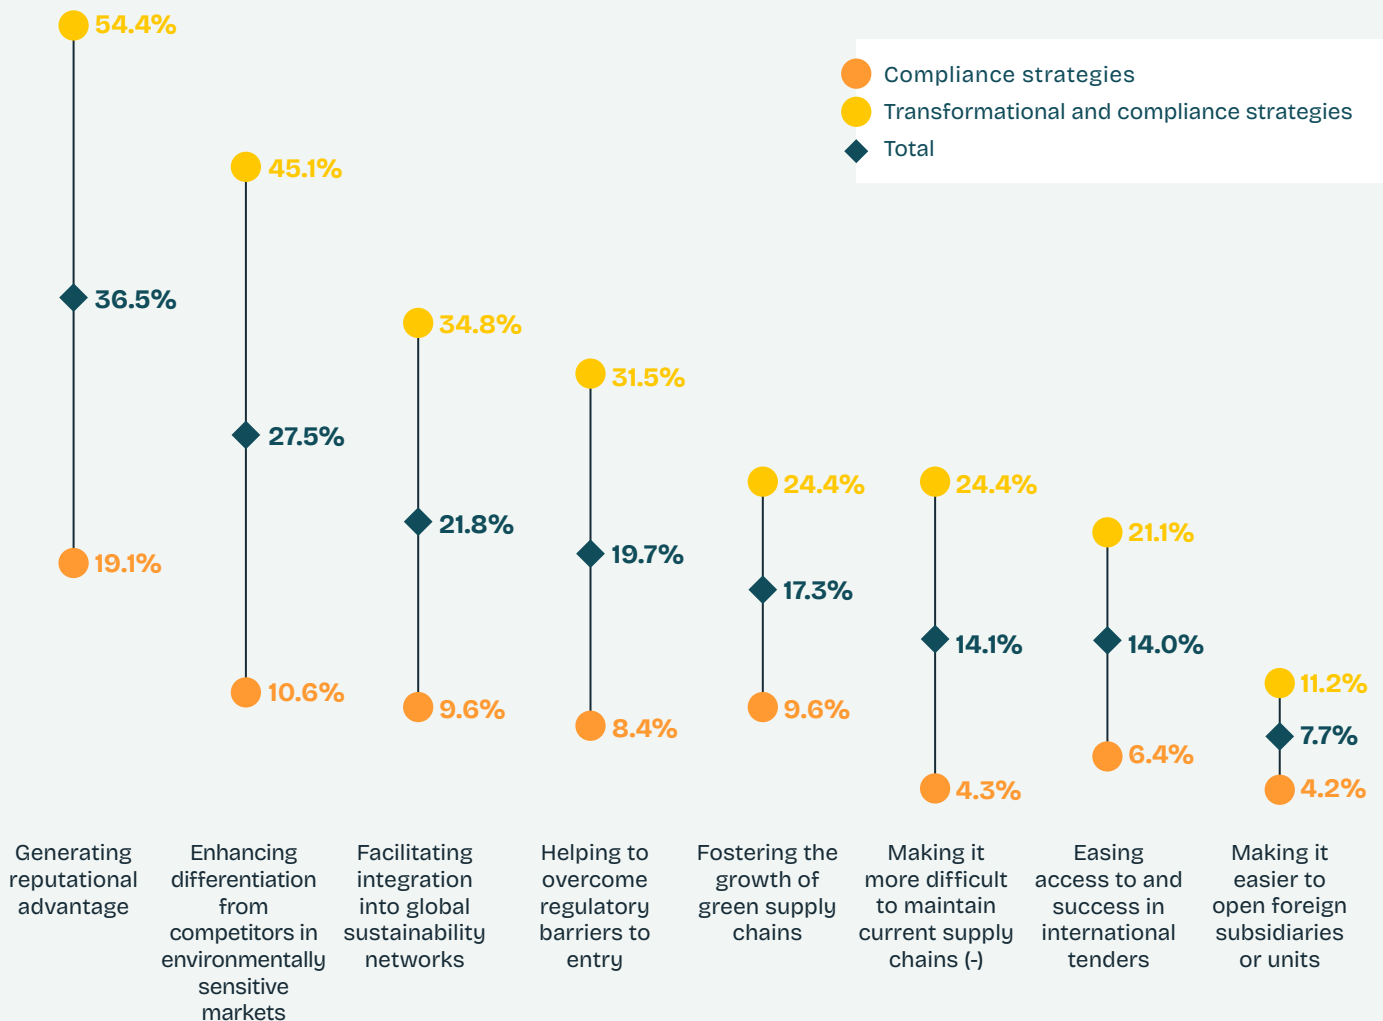 54.4%
45.1%
36.5%
34.8%
31.5%
27.5%
24.4%
24.4%
21.8%
21.1%
19.7%
19.1%
17.3%
14.1%
14.0%
11.2%
10.6%
9.6%
9.6%
8.4%
7.7%
6.4%
4.3%
4.2%
Compliance strategies
Transformational and compliance strategies
Total
Generating
reputational
advantage
Enhancing
differentiation
from
competitors in
environmentally
sensitive
markets
Facilitating
integration
into global
sustainability
networks
Helping to
overcome
regulatory
barriers to
entry
Fostering the
growth of
green supply
chains
Making it
more difficult
to maintain
current supply
chains (-)
Easing
access to and
success in
international
tenders
Making it
easier to
open foreign
subsidiaries
or units